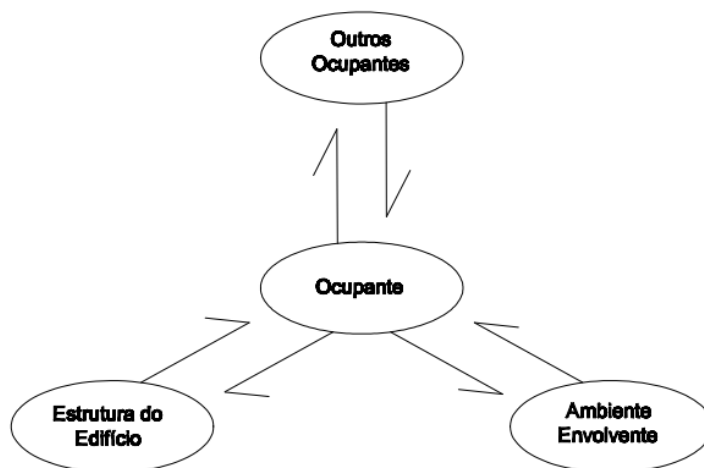 Outros
Ocupantes
Ocupante
Estrutura do
Edifício
Ambiente
Envolvente